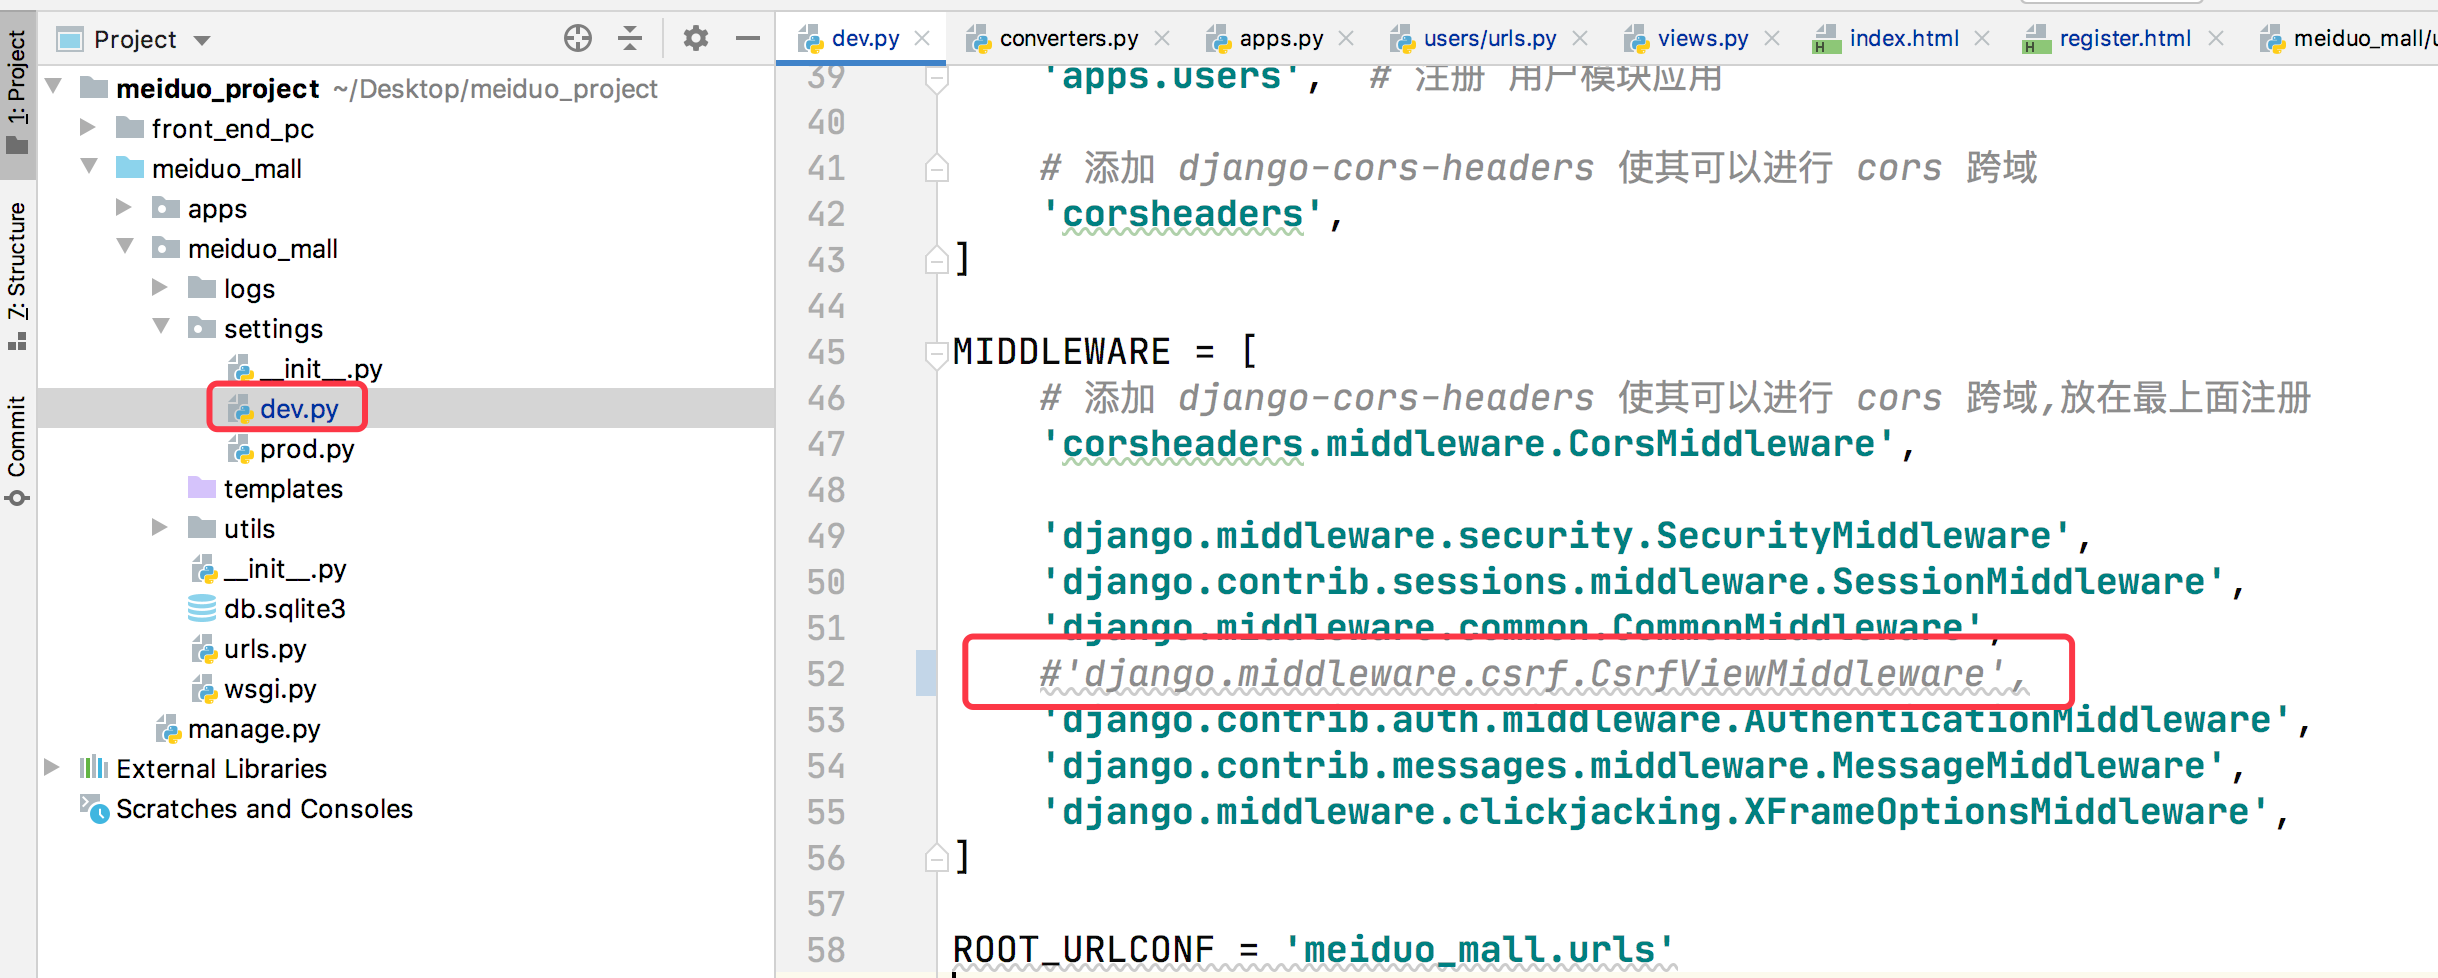 1: Project
7: Structure
Commit
Project
meiduo_project ~/Desktop/meiduo_project
front_end_pc
meiduo_mall
apps
meiduo_mall
logs
settings
__init__.py
dev.py
prod.py
templates
utils
__init__.py
db.sqlite3
urls.py
wsgi.py
manage.py
External Libraries
Scratches and Consoles
dev.py converters.py apps.py users/urls.py views.py index.html register.html meiduo_mall/u
39 'apps.users', # 注册 用户模块应用
40
41 # 添加 django-cors-headers 使其可以进行 cors 跨域
42 'corsheaders',
43 ]
44
45 MIDDLEWARE = [
46 # 添加 django-cors-headers 使其可以进行 cors 跨域,放在最上面注册
47 'corsheaders.middleware.CorsMiddleware',
48
49 'django.middleware.security.SecurityMiddleware',
50 'django.contrib.sessions.middleware.SessionMiddleware',
51 'django.middleware.common.CommonMiddleware',
52 #'django.middleware.csrf.CsrfViewMiddleware',
53 'django.contrib.auth.middleware.AuthenticationMiddleware',
54 'django.contrib.messages.middleware.MessageMiddleware',
55 'django.middleware.clickjacking.XFrameOptionsMiddleware',
56 ]
57
58 ROOT_URLCONF = 'meiduo_mall.urls'